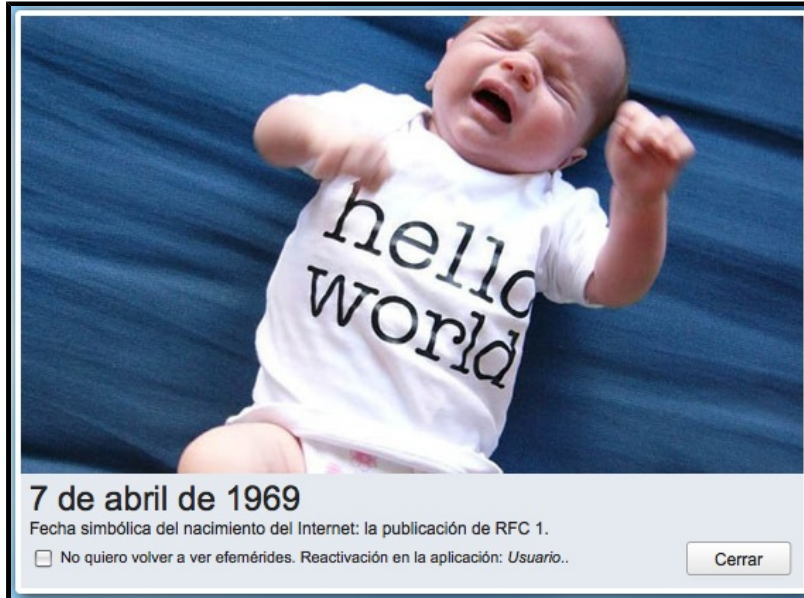 hello
world
7 de abril de 1969
Fecha simbólica del nacimiento del Internet: la publicación de RFC 1.
No quiero volver a ver efemérides. Reactivación en la aplicación: Usuario..
Cerrar